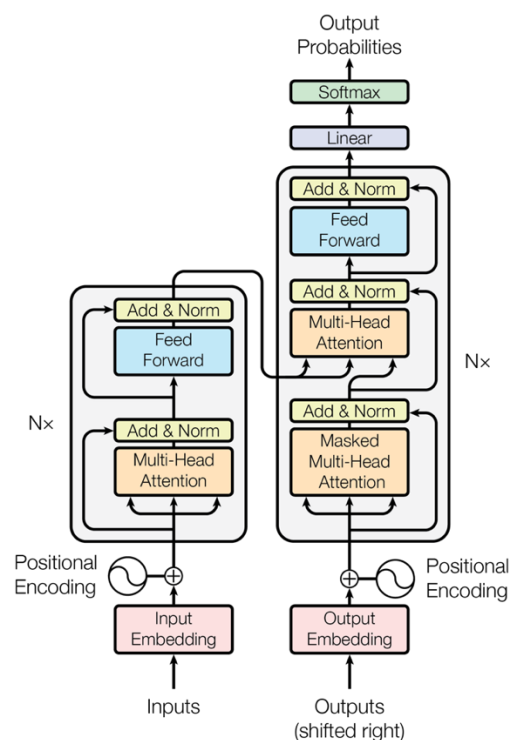 Output
Probabilities
Softmax
Linear
Add & Norm
Feed
Forward
Add & Norm
Multi-Head
Attention
Add & Norm
Masked
Multi-Head
Attention
N×
Positional
Encoding
Output
Embedding
Outputs
(shifted right)
Add & Norm
Feed
Forward
N×
Add & Norm
Multi-Head
Attention
Positional
Encoding
Input
Embedding
Inputs